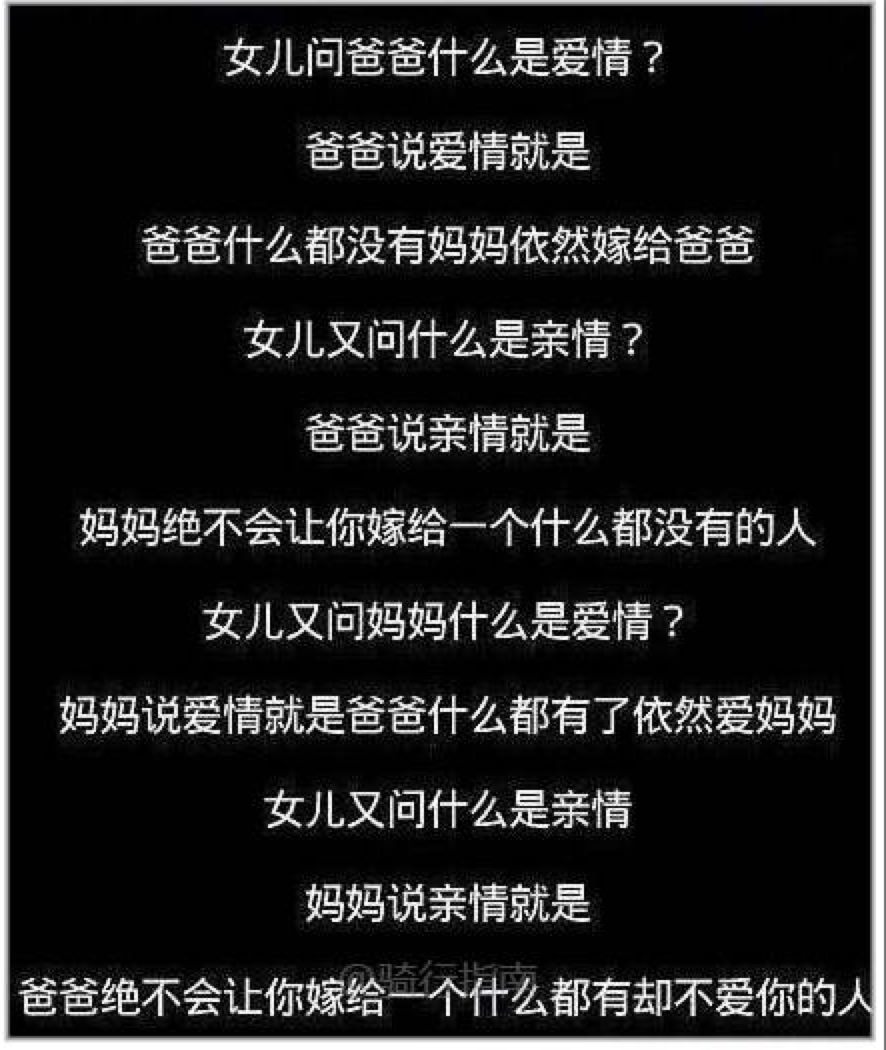 女儿问爸爸什么是爱情？
爸爸说爱情就是
爸爸什么都没有妈妈依然嫁给爸爸
女儿又问什么是亲情？
爸爸说亲情就是
妈妈绝不会让你嫁给一个什么都没有的人
女儿又问妈妈什么是爱情？
妈妈说爱情就是爸爸什么都有了依然爱妈妈
女儿又问什么是亲情
妈妈说亲情就是
@骑行指南
爸爸绝不会让你嫁给一个什么都有却不爱你的人